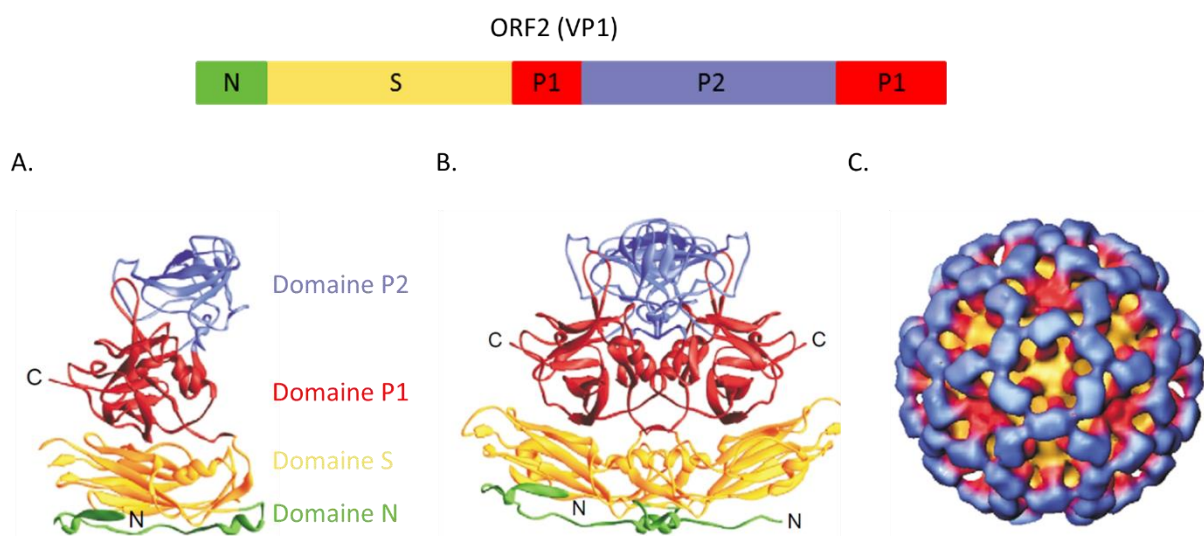 ORF2 (VP1)
N S P1 P2 P1
A. B. C.
Domaine P2
C Domaine P1 C C
Domaine S
N Domaine N N N